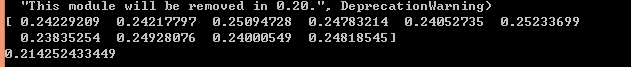 "This module will be removed in 0.20.", DeprecationWarning)
[ 0.24229209  0.24217797  0.25094728  0.24783214  0.24052735  0.25233699
0.23835254  0.24928076  0.24000549  0.24818545]
0.214252433449